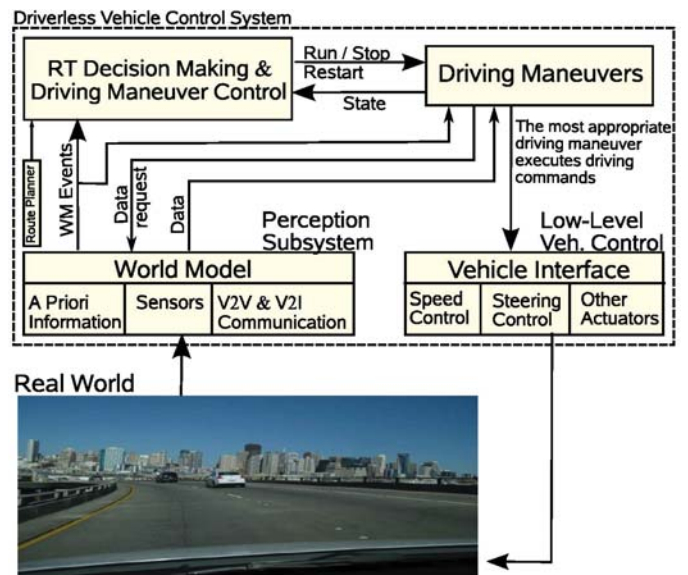 Driverless Vehicle Control System
RT Decision Making &
Driving Maneuver Control
Run / Stop
Restart
State
Driving Maneuvers
Route Planner
WM Events
Data
request
Data
The most appropriate
driving maneuver
executes driving
commands
Perception
Subsystem
Low-Level
Veh. Control
World Model
A Priori
Information
Sensors
V2V & V2I
Communication
Vehicle Interface
Speed
Control
Steering
Control
Other
Actuators
Real World